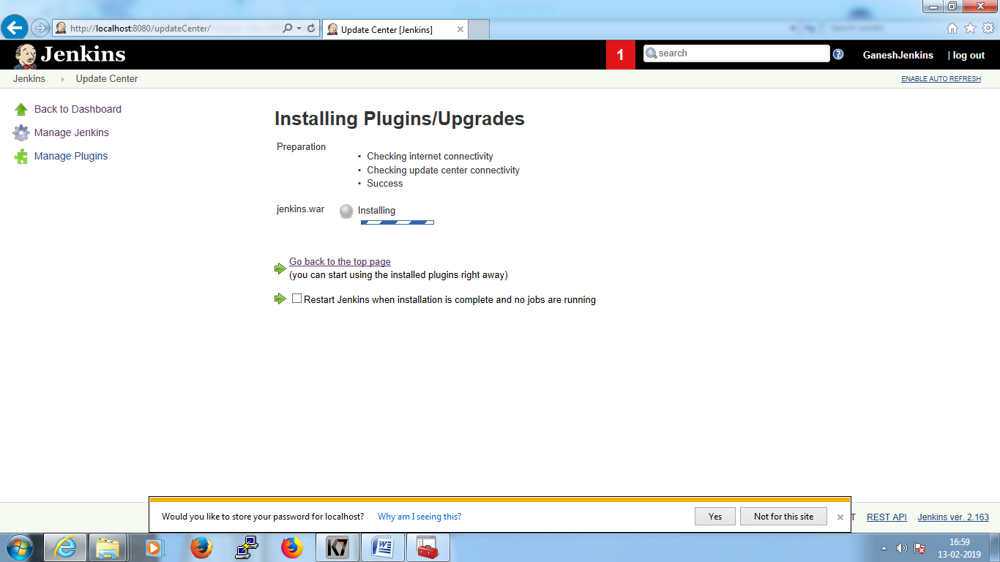 http://localhost:8080/updateCenter/
Update Center [Jenkins]
Jenkins
1
search
GaneshJenkins
| log out
Jenkins
Update Center
ENABLE AUTO REFRESH
Back to Dashboard
Manage Jenkins
Manage Plugins
Installing Plugins/Upgrades
Preparation
• Checking internet connectivity
• Checking update center connectivity
• Success
jenkins.war
Installing
Go back to the top page
(you can start using the installed plugins right away)
Restart Jenkins when installation is complete and no jobs are running
Would you like to store your password for localhost?
Why am I seeing this?
Yes
Not for this site
T
REST API
Jenkins ver. 2.163
K7
W
16:59
13-02-2019